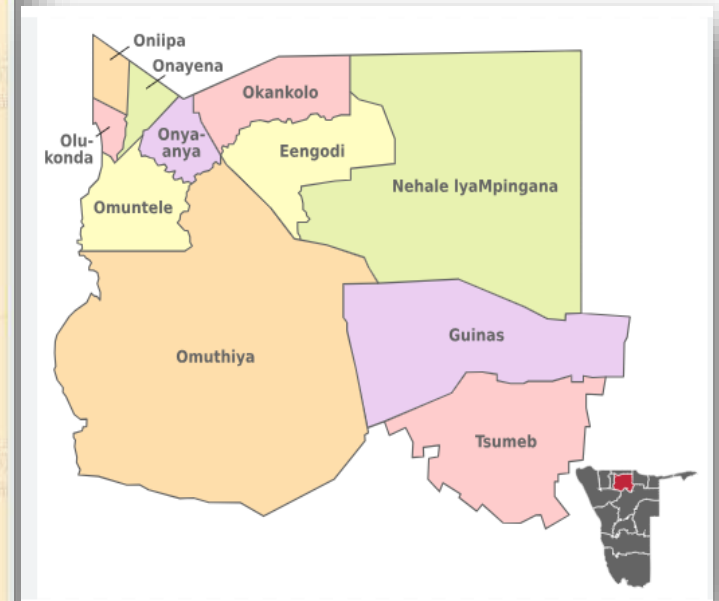 Oniipa
Onayena
Okankolo
Olu-
konda
Onya-
anya
Eengodi
Nehale lyaMpingana
Omuntele
Guinas
Omuthiya
Tsumeb